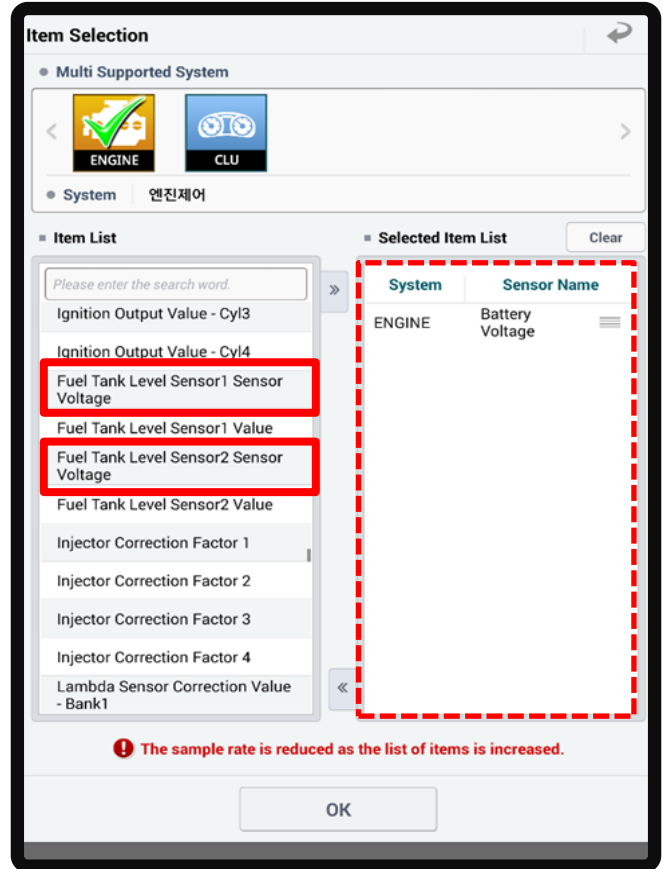 Item Selection
Multi Supported System
ENGINE
CLU
System
엔진제어
Item List
Selected Item List
Clear
Please enter the search word.
Ignition Output Value - Cyl3
Ignition Output Value - Cyl4
Fuel Tank Level Sensor1 Sensor
Voltage
Fuel Tank Level Sensor1 Value
Fuel Tank Level Sensor2 Sensor
Voltage
Fuel Tank Level Sensor2 Value
Injector Correction Factor 1
Injector Correction Factor 2
Injector Correction Factor 3
Injector Correction Factor 4
Lambda Sensor Correction Value
- Bank1
System
Sensor Name
ENGINE
Battery
Voltage
The sample rate is reduced as the list of items is increased.
OK